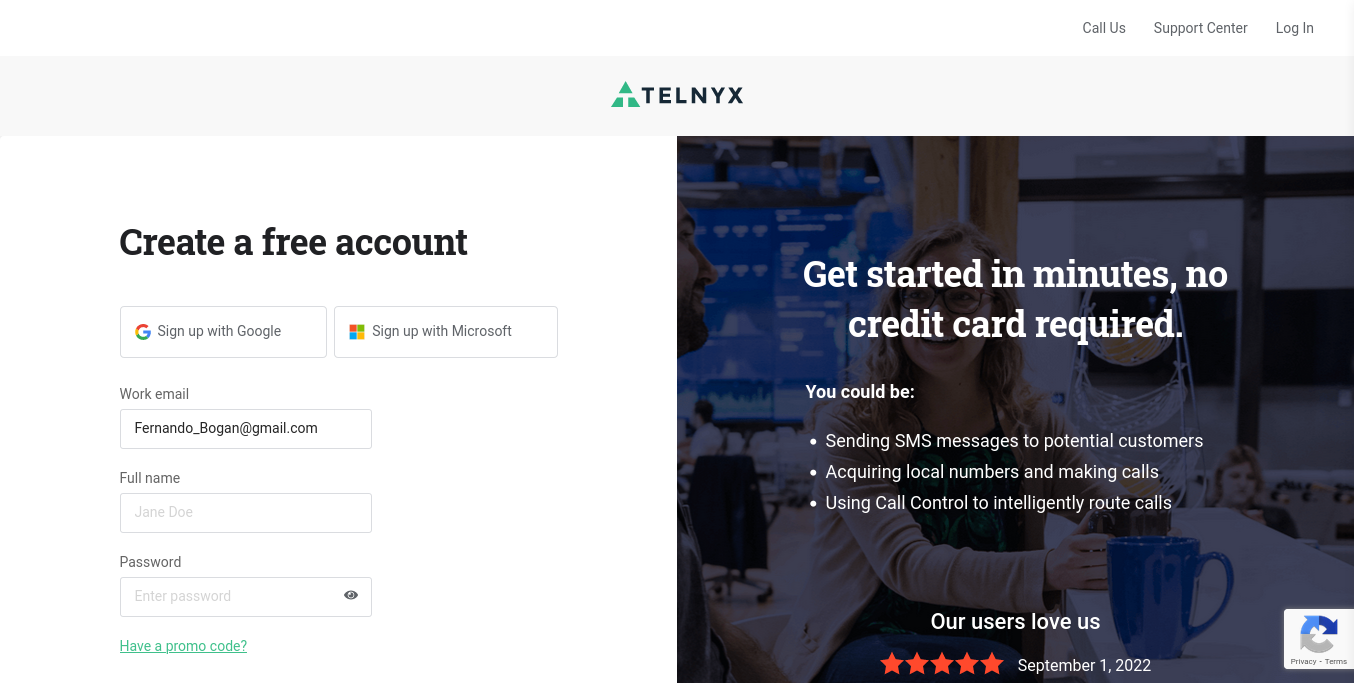 Call Us
Support Center
Log In
TELNYX
Create a free account
Sign up with Google
Sign up with Microsoft
Work email
Fernando_Bogan@gmail.com
Full name
Jane Doe
Password
Enter password
Have a promo code?
Get started in minutes, no
credit card required.
You could be:
Sending SMS messages to potential customers
Acquiring local numbers and making calls
Using Call Control to intelligently route calls
Our users love us
September 1, 2022
Privacy - Terms